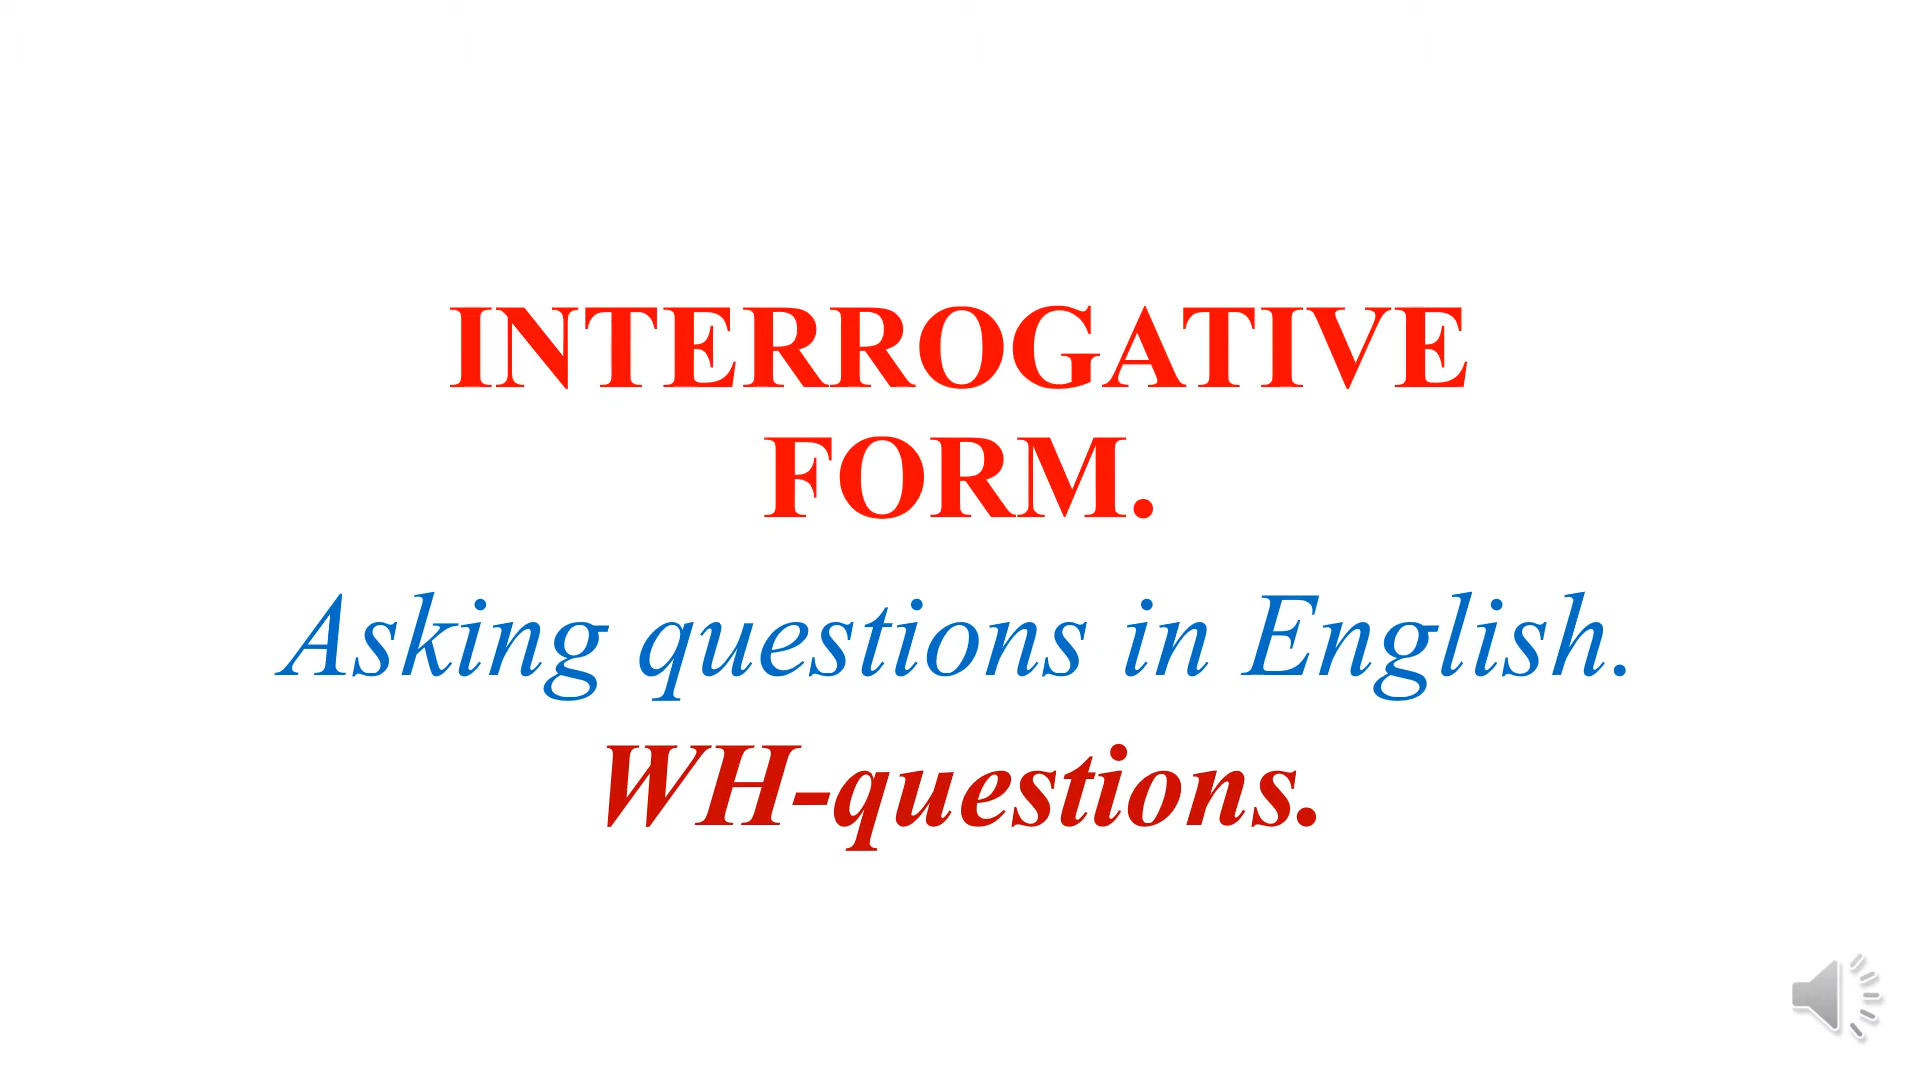 INTERROGATIVE
FORM.
Asking questions in English.
WH-questions.